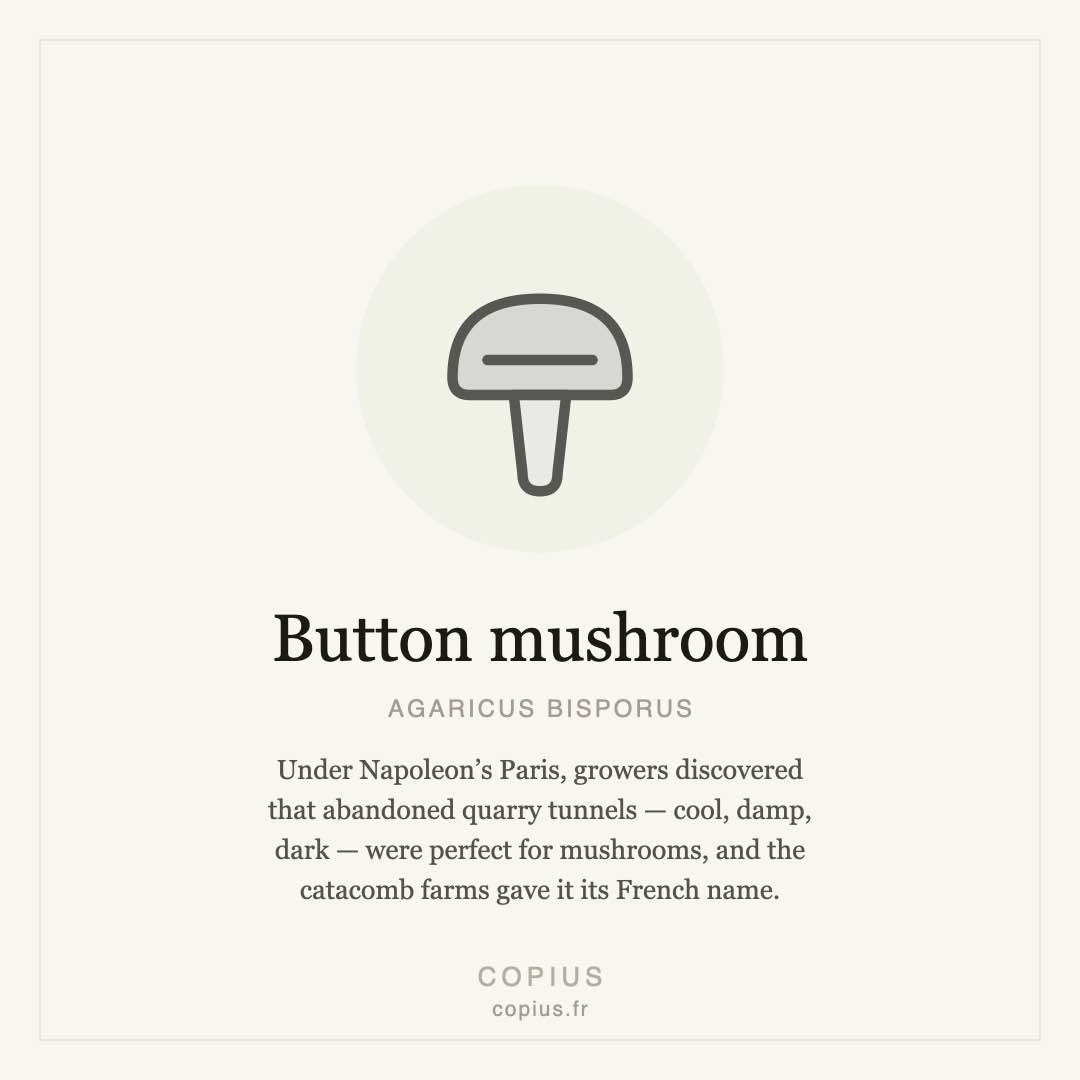 Button mushroom
AGARICUS BISPORUS
Under Napoleon’s Paris, growers discovered
that abandoned quarry tunnels — cool, damp,
dark — were perfect for mushrooms, and the
catacomb farms gave it its French name.
COPIUS
copius.fr